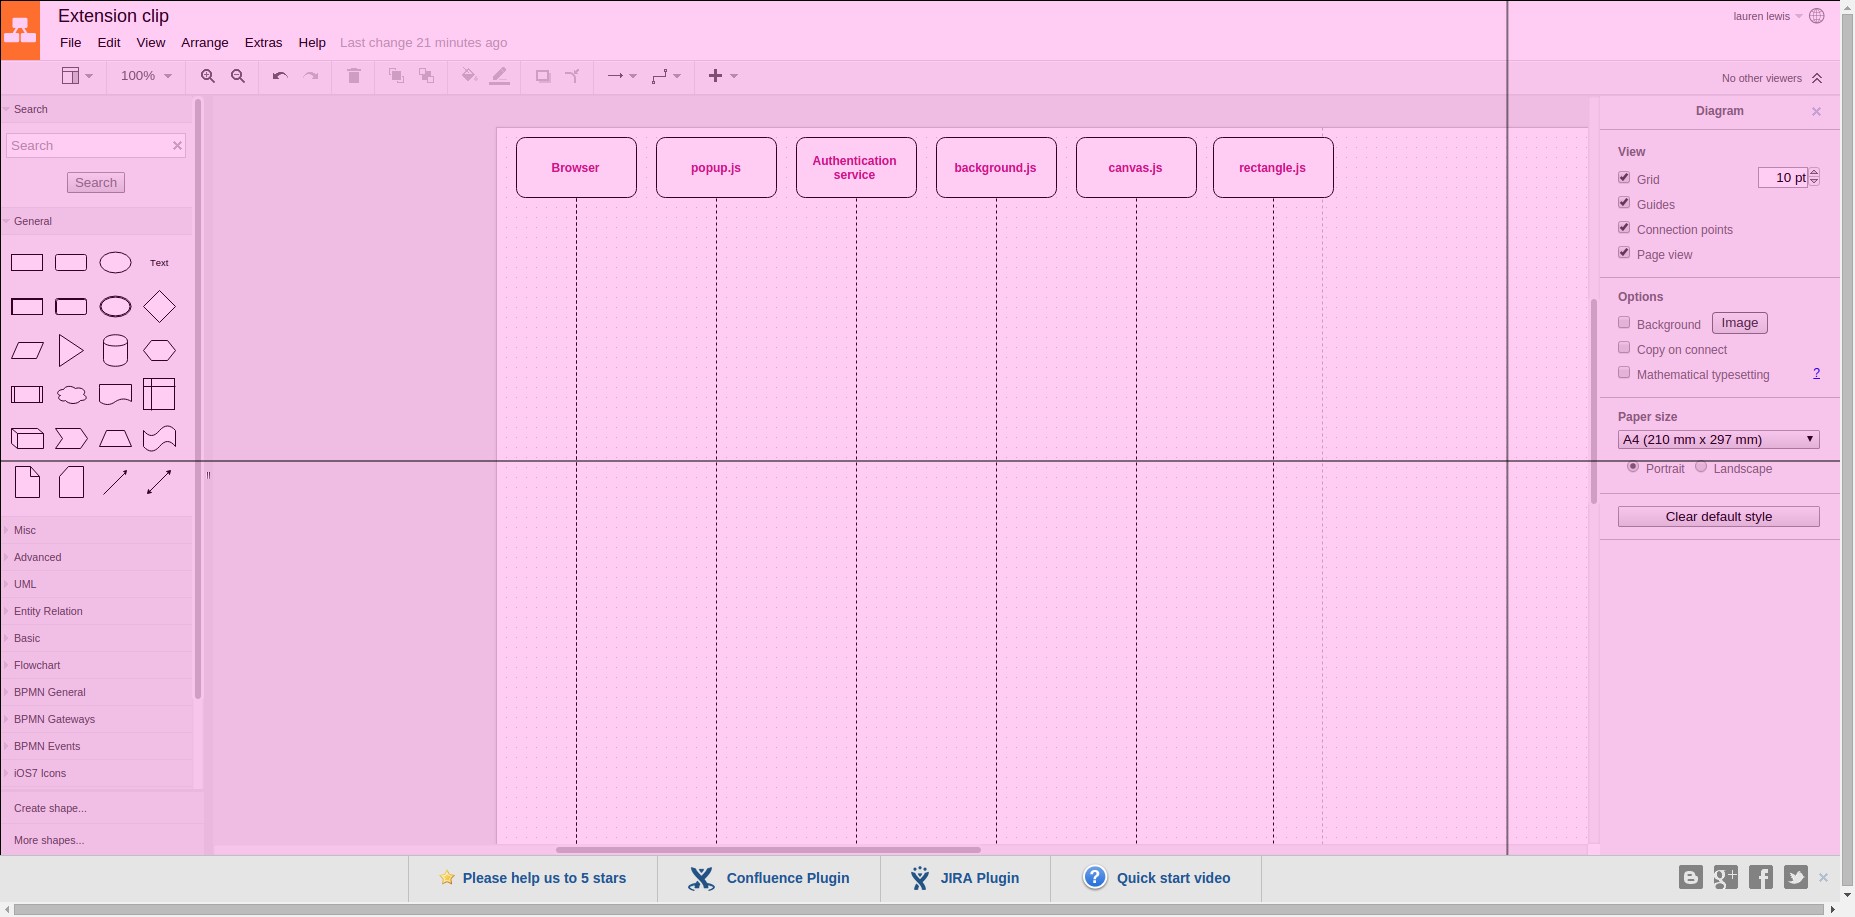 Extension clip
lauren lewis
File Edit View Arrange Extras Help Last change 21 minutes ago
100%
No other viewers
Search
Search
Search
General
Text
Misc
Advanced
UML
Entity Relation
Basic
Flowchart
BPMN General
BPMN Gateways
BPMN Events
iOS7 Icons
Create shape...
More shapes...
Browser
popup.js
Authentication
service
background.js
canvas.js
rectangle.js
Diagram
View
Grid 10 pt
Guides
Connection points
Page view
Options
Background Image
Copy on connect
Mathematical typesetting ?
Paper size
A4 (210 mm x 297 mm)
Portrait Landscape
Clear default style
Please help us to 5 stars Confluence Plugin JIRA Plugin ? Quick start video